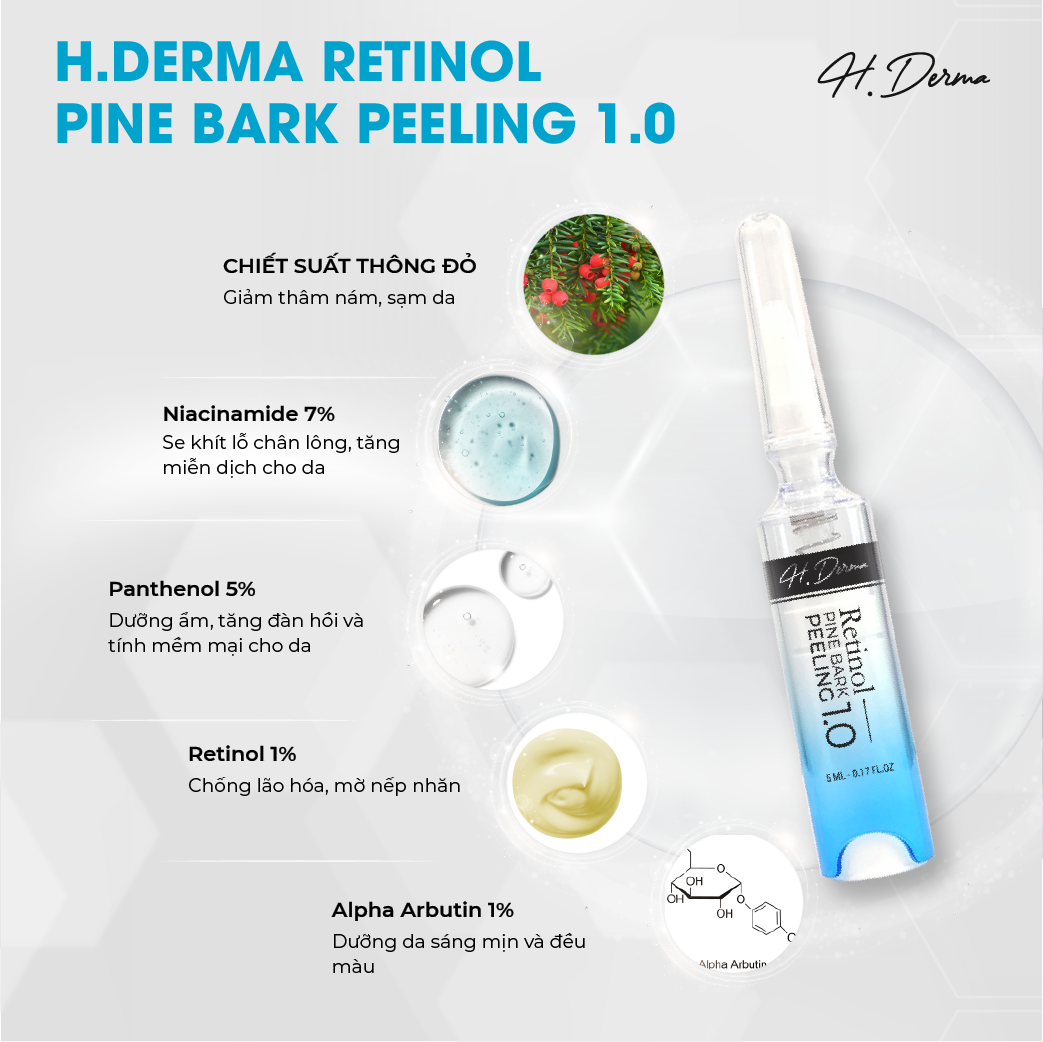 H.DERMA RETINOL
PINE BARK PEELING 1.0
H.Derma
CHIẾT SUẤT THÔNG ĐỎ
Giảm thâm nám, sạm da
Niacinamide 7%
Se khít lỗ chân lông, tăng
miễn dịch cho da
Panthenol 5%
Dưỡng ẩm, tăng đàn hồi và
tính mềm mại cho da
Retinol 1%
Chống lão hóa, mờ nếp nhăn
Alpha Arbutin 1%
Dưỡng da sáng mịn và đều
màu
OH
O
OH
OH
O
Alpha Arbutin
H.Derma
Retinol
PINE BARK
PEELING 1.0
5 ML - 0.17 FL.OZ